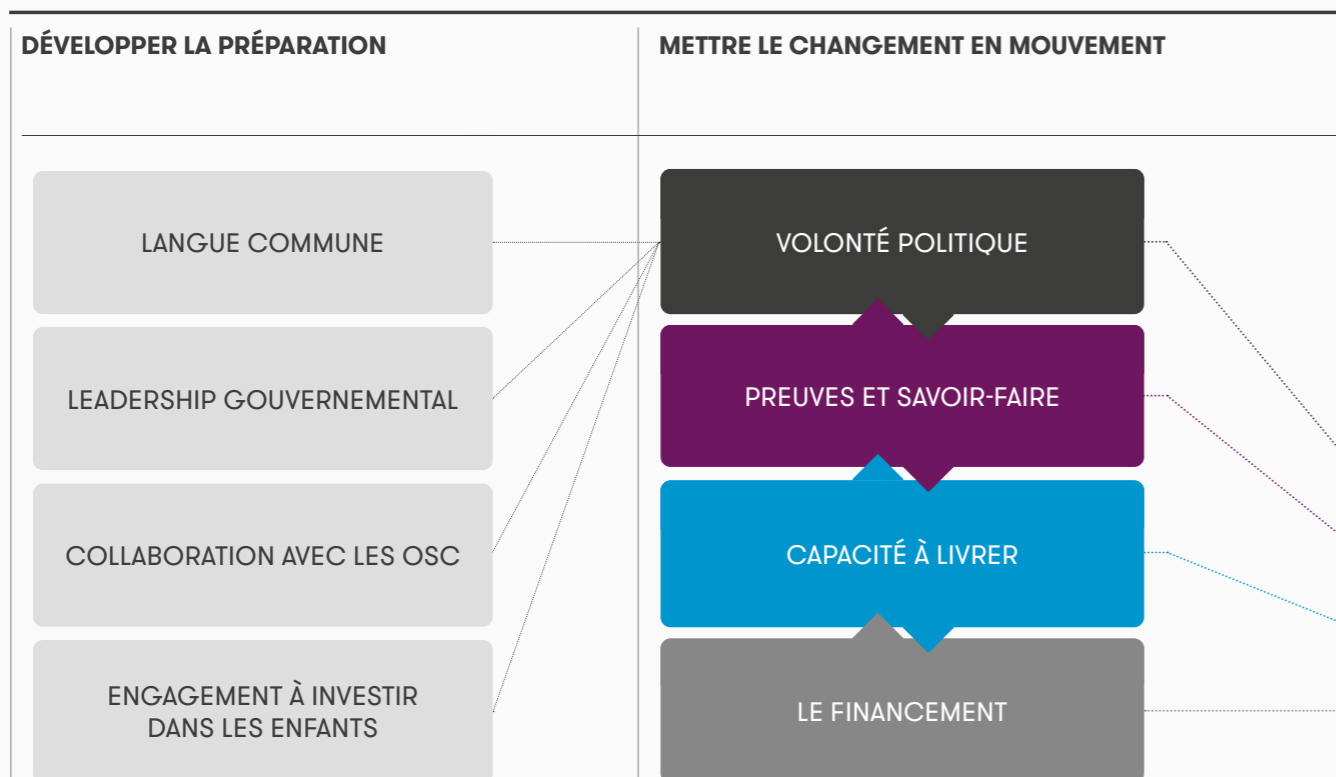 DÉVELOPPER LA PRÉPARATION
LANGUE COMMUNE
LEADERSHIP GOUVERNEMENTAL
COLLABORATION AVEC LES OSC
ENGAGEMENT À INVESTIR
DANS LES ENFANTS
METTRE LE CHANGEMENT EN MOUVEMENT
VOLONTÉ POLITIQUE
PREUVES ET SAVOIR-FAIRE
CAPACITÉ À LIVRER
LE FINANCEMENT